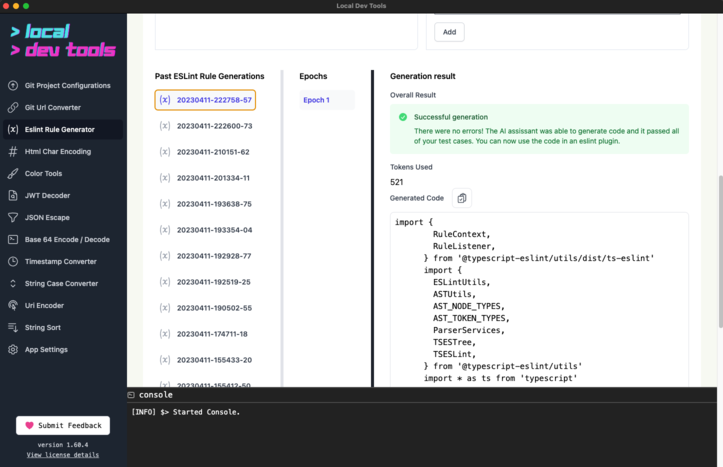 Local Dev Tools
> local
> dev tools
Git Project Configurations
Git Url Converter
Eslint Rule Generator
Html Char Encoding
Color Tools
JWT Decoder
JSON Escape
Base 64 Encode / Decode
Timestamp Converter
String Case Converter
Uri Encoder
String Sort
App Settings
Submit Feedback
version 1.60.4
View license details
Add
Past ESLint Rule Generations
20230411-222758-57
20230411-222600-73
20230411-210151-62
20230411-201334-11
20230411-193638-75
20230411-193354-04
20230411-192928-77
20230411-192519-25
20230411-190502-55
20230411-174711-18
20230411-155433-20
20230411-155412-50
Epochs
Epoch 1
Generation result
Overall Result
Successful generation
There were no errors! The AI assissant was able to generate code and it passed all
of your test cases. You can now use the code in an eslint plugin.
Tokens Used
521
Generated Code
import {
RuleContext,
RuleListener,
} from '@typescript-eslint/utils/dist/ts-eslint'
import {
ESLintUtils,
ASTUtils,
AST_NODE_TYPES,
AST_TOKEN_TYPES,
ParserServices,
TSESTree,
TSESLint,
} from '@typescript-eslint/utils'
import * as ts from 'typescript'
console
[INFO] $> Started Console.